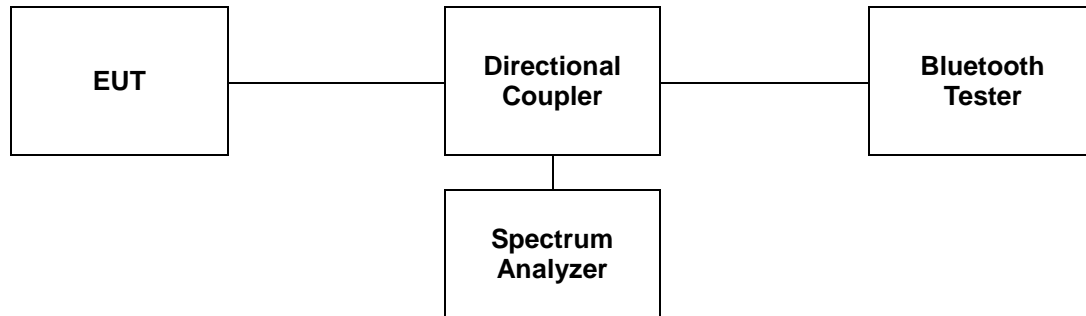 EUT
Directional
Coupler
Bluetooth
Tester
Spectrum
Analyzer